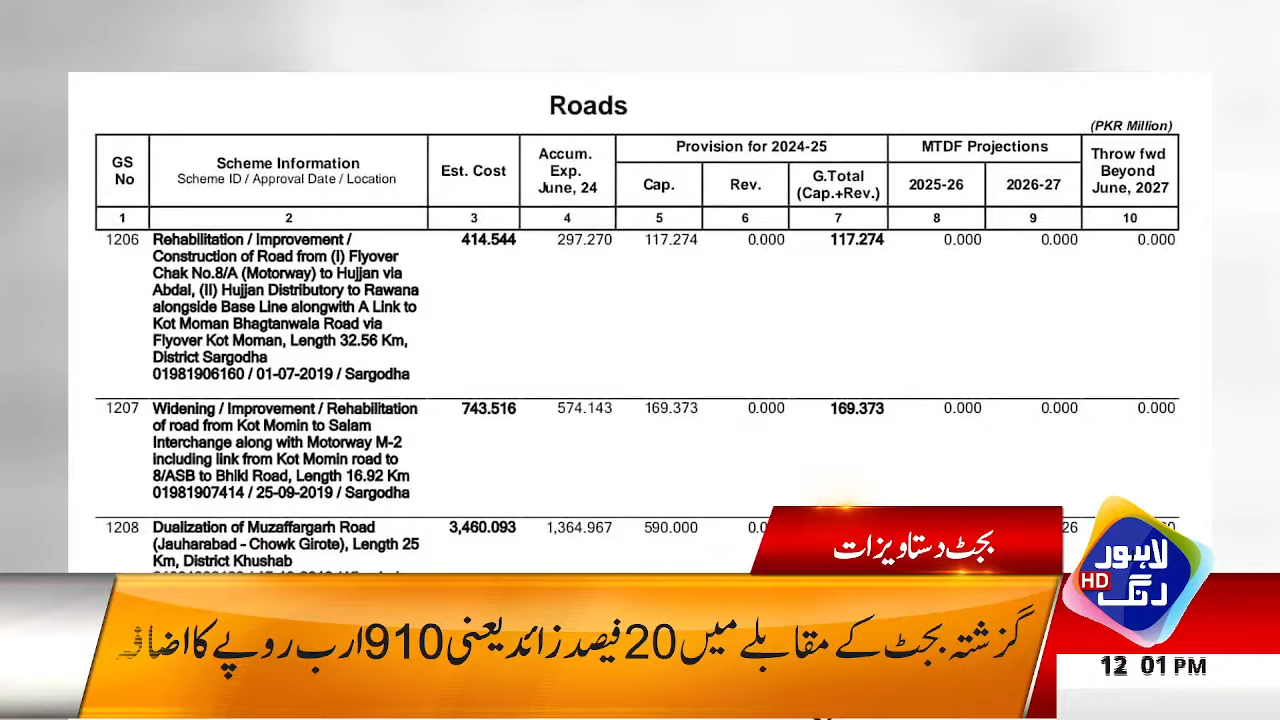 Roads
(PKR Million)
GS No | Scheme Information Scheme ID / Approval Date / Location | Est. Cost | Accum. Exp. June, 24 | Provision for 2024-25 | MTDF Projections | Throw fwd Beyond June, 2027
Cap. | Rev. | G.Total (Cap.+Rev.) | 2025-26 | 2026-27
1 | 2 | 3 | 4 | 5 | 6 | 7 | 8 | 9 | 10
1206 | Rehabilitation / Improvement / | 414.544 | 297.270 | 117.274 | 0.000 | 117.274 | 0.000 | 0.000 | 0.000
Construction of Road from (I) Flyover
Chak No.8/A (Motorway) to Hujjan via
Abdal, (II) Hujjan Distributory to Rawana
alongside Base Line alongwith A Link to
Kot Moman Bhagtanwala Road via
Flyover Kot Moman, Length 32.56 Km,
District Sargodha
01981906160 / 01-07-2019 / Sargodha
1207 | Widening / Improvement / Rehabilitation | 743.516 | 574.143 | 169.373 | 0.000 | 169.373 | 0.000 | 0.000 | 0.000
of road from Kot Momin to Salam
Interchange along with Motorway M-2
including link from Kot Momin road to
8/ASB to Bhiki Road, Length 16.92 Km
01981907414 / 25-09-2019 / Sargodha
1208 | Dualization of Muzaffargarh Road | 3,460.093 | 1,364.967 | 590.000
(Jauharabad – Chowk Girote), Length 25
Km, District Khushab
بجٹ دستاویزات
گزشتہ بجٹ کے مقابلے میں 20 فیصد زائد یعنی 910 ارب روپے کا اضافہ
لاہور
رنگ
HD
12 01 PM